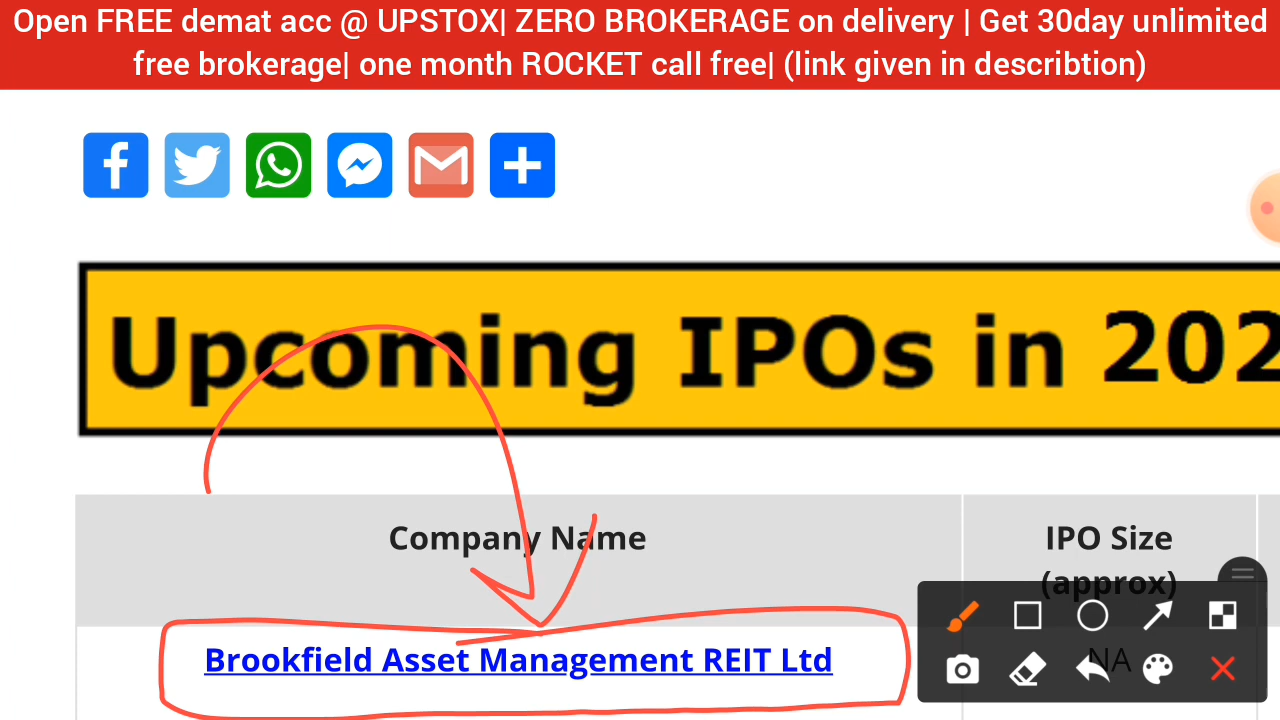 Open FREE demat acc @ UPSTOX| ZERO BROKERAGE on delivery | Get 30day unlimited
free brokerage| one month ROCKET call free| (link given in describtion)
Upcoming IPOs in 202
Company Name
IPO Size
(approx)
Brookfield Asset Management REIT Ltd
NA